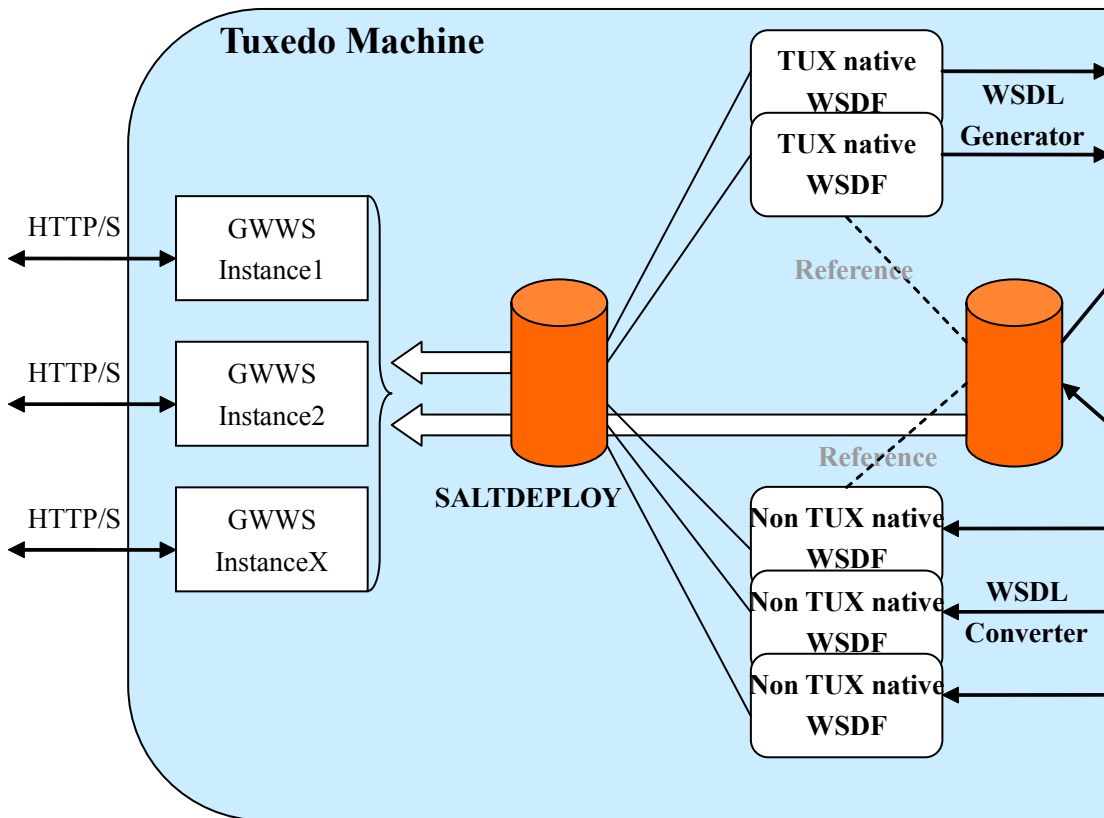 Tuxedo Machine
TUX native
WSDF
TUX native
WSDF
WSDL
Generator
HTTP/S
GWWS
Instance1
Reference
HTTP/S
GWWS
Instance2
SALTDEPLOY
Reference
HTTP/S
GWWS
InstanceX
Non TUX native
WSDF
Non TUX native
WSDF
Non TUX native
WSDF
WSDL
Converter